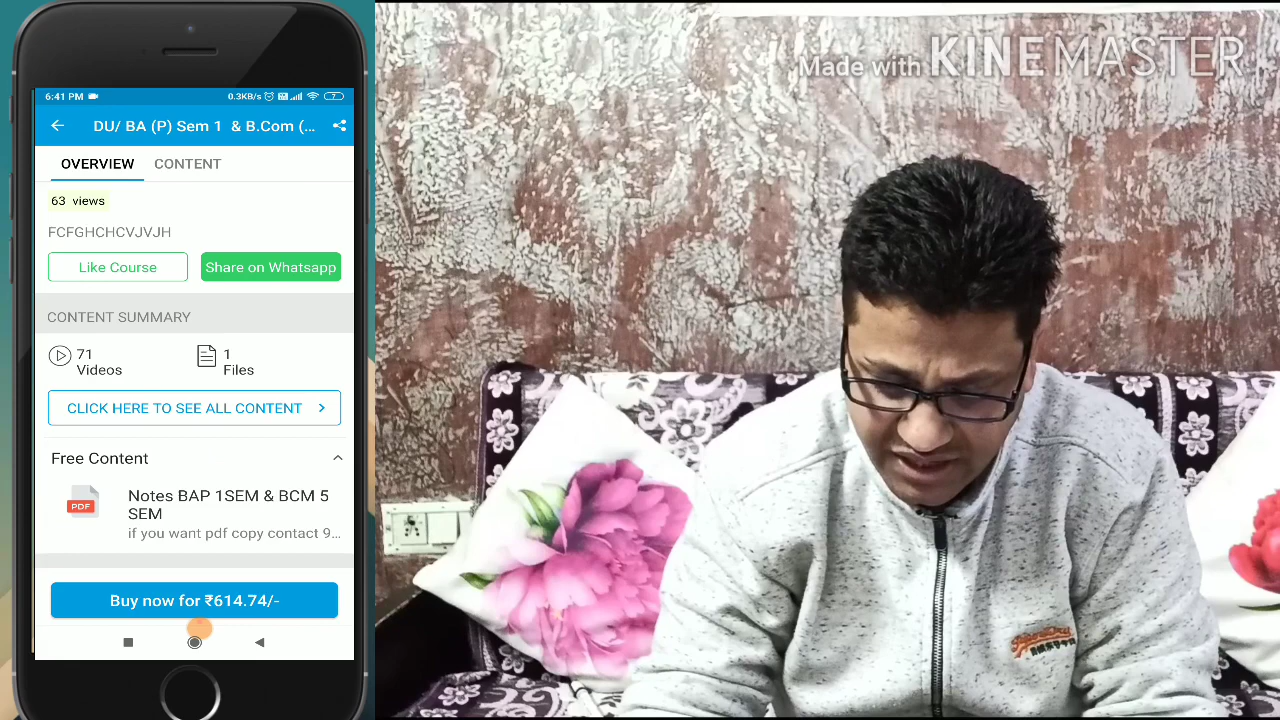 6:41 PM
0.3KB/s
7
DU/ BA (P) Sem 1 & B.Com (...
OVERVIEW
CONTENT
63 views
FCFGHCHCVJVJH
Like Course
Share on Whatsapp
CONTENT SUMMARY
71
Videos
1
Files
CLICK HERE TO SEE ALL CONTENT
Free Content
PDF
Notes BAP 1SEM & BCM 5
SEM
if you want pdf copy contact 9...
Buy now for ₹614.74/-
Made with KINEMASTER